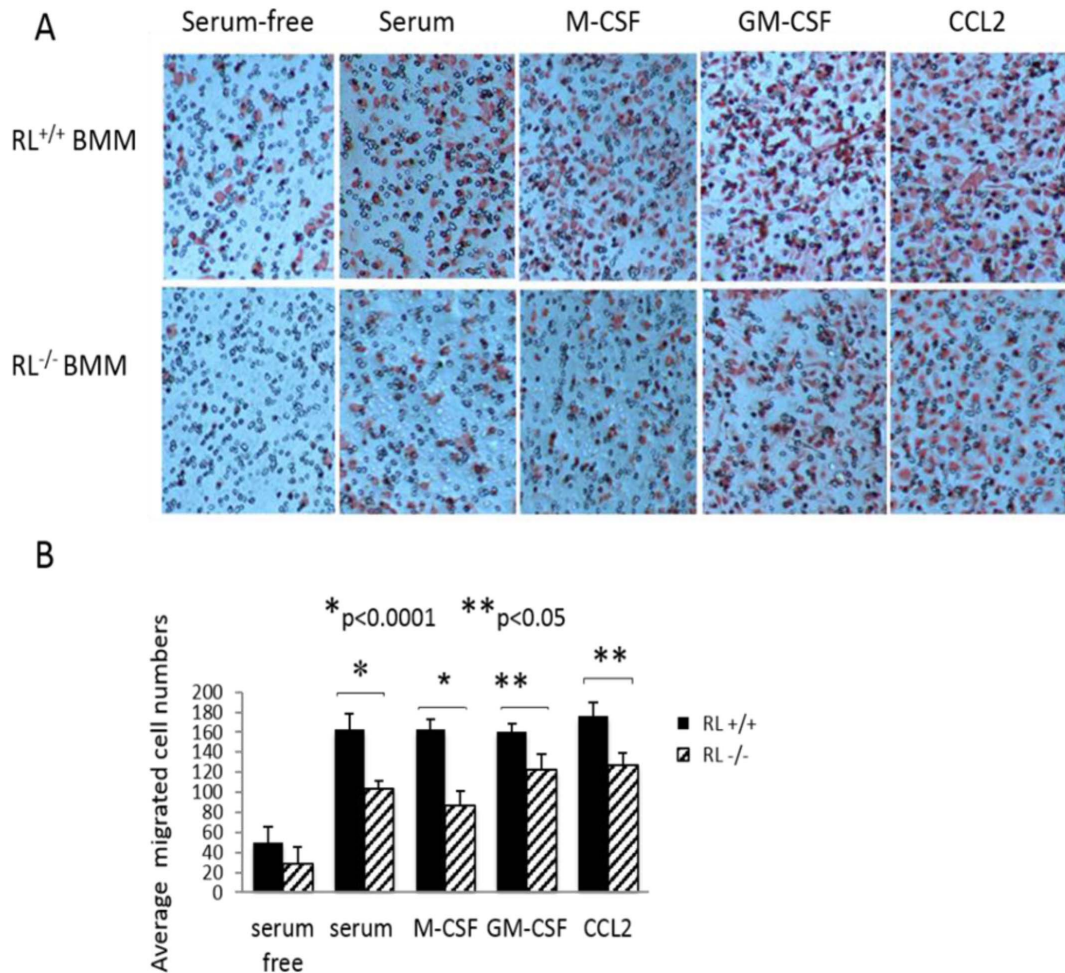 A
Serum-free Serum M-CSF GM-CSF CCL2
RL+/+ BMM
RL-/- BMM
B
*p<0.0001 **p<0.05
* * ** **
Average migrated cell numbers
200
180
160
140
120
100
80
60
40
20
0
RL +/+
RL -/-
serum free serum M-CSF GM-CSF CCL2